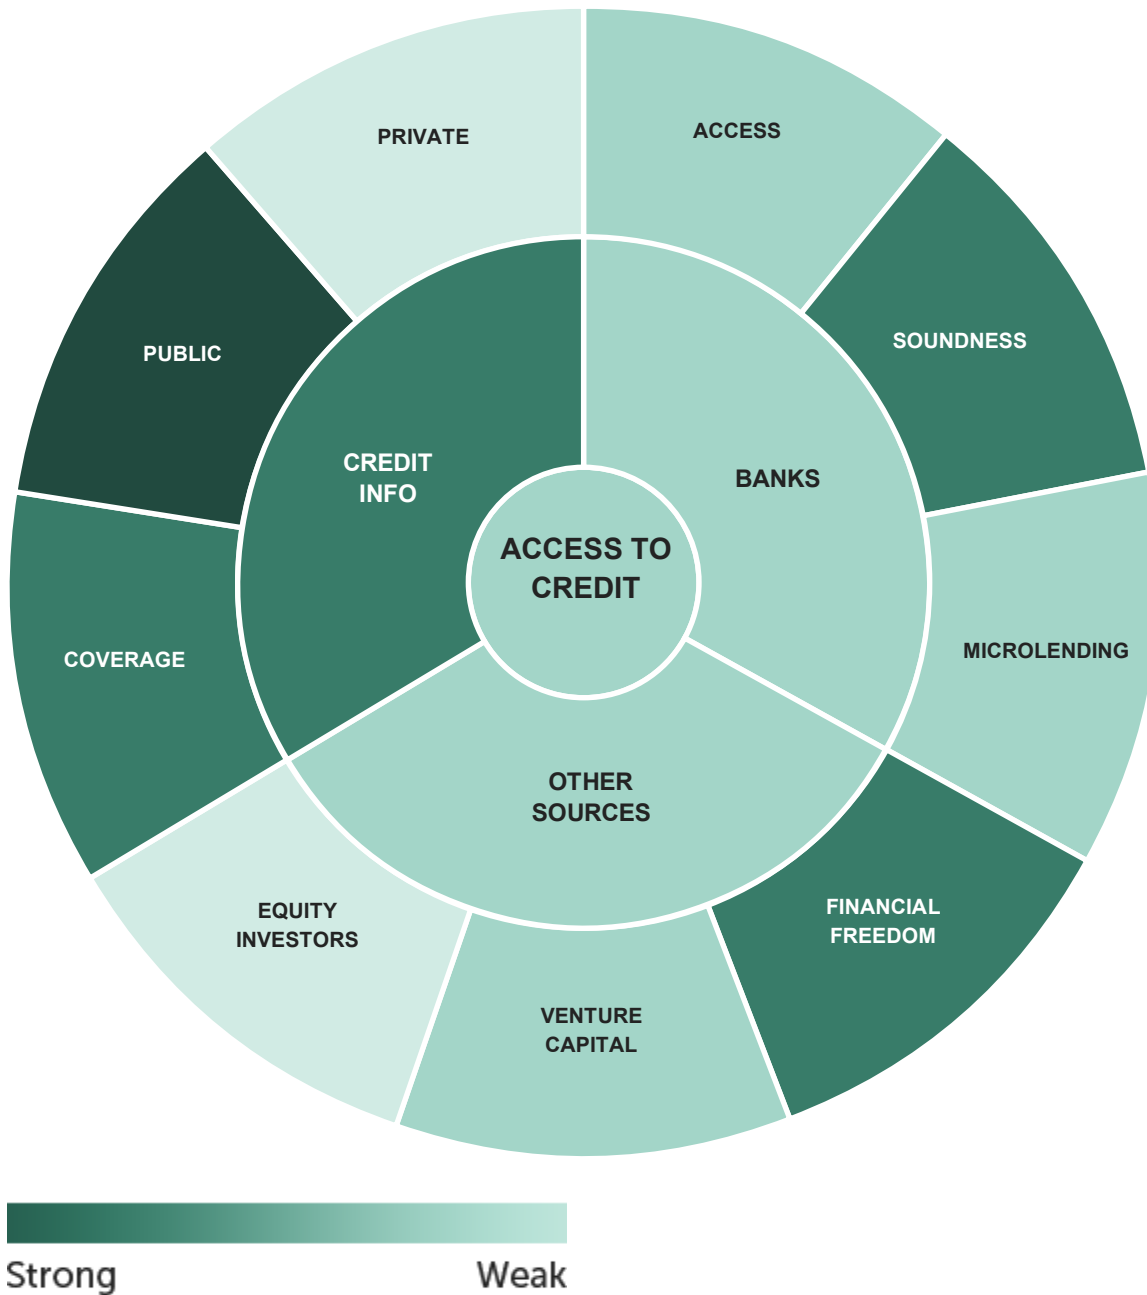 PRIVATE
ACCESS
PUBLIC
SOUNDNESS
CREDIT
INFO
BANKS
ACCESS TO
CREDIT
COVERAGE
MICROLENDING
OTHER
SOURCES
EQUITY
INVESTORS
FINANCIAL
FREEDOM
VENTURE
CAPITAL
Strong
Weak